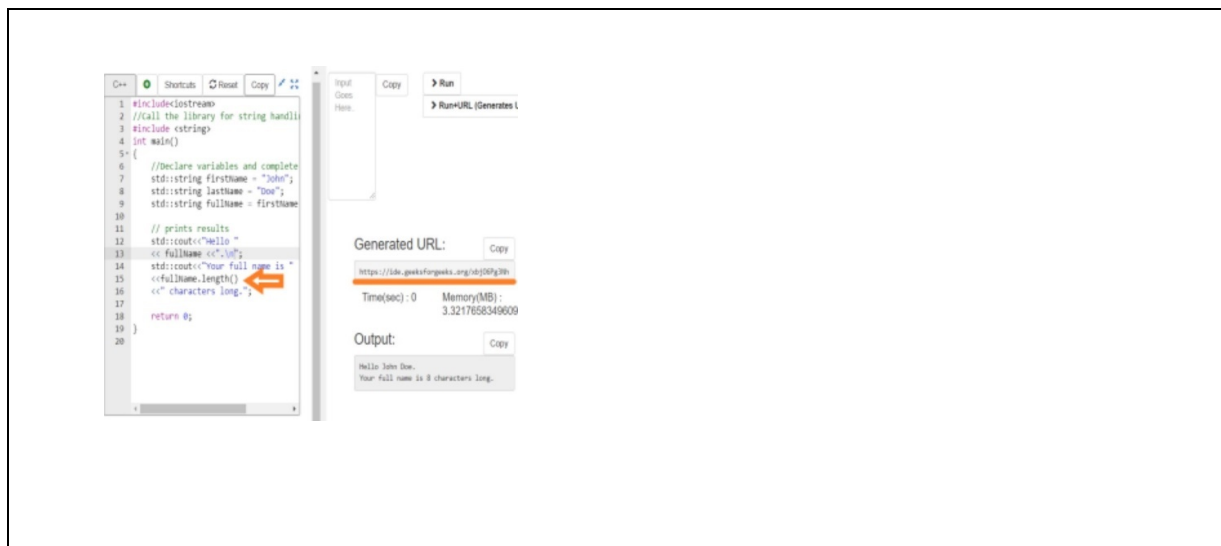 C++ Shortcuts Reset Copy
1 #include<iostream>
2 //Call the library for string handli
3 #include <string>
4 int main()
5 {
6 //Declare variables and complete
7 std::string firstName = "John";
8 std::string lastName = "Doe";
9 std::string fullName = firstName
10
11 // prints results
12 std::cout<<"Hello "
13 << fullName <<".\n";
14 std::cout<<"Your full name is "
15 <<fullName.length()
16 <<" characters long.";
17
18 return 0;
19 }
20
Input
Goes
Here.
Copy
Run
Run+URL (Generates U
Generated URL:
Copy
Time(sec) : 0
Memory(MB) :
3.3217658349609
Output:
Copy
Hello John Doe.
Your full name is 8 characters long.